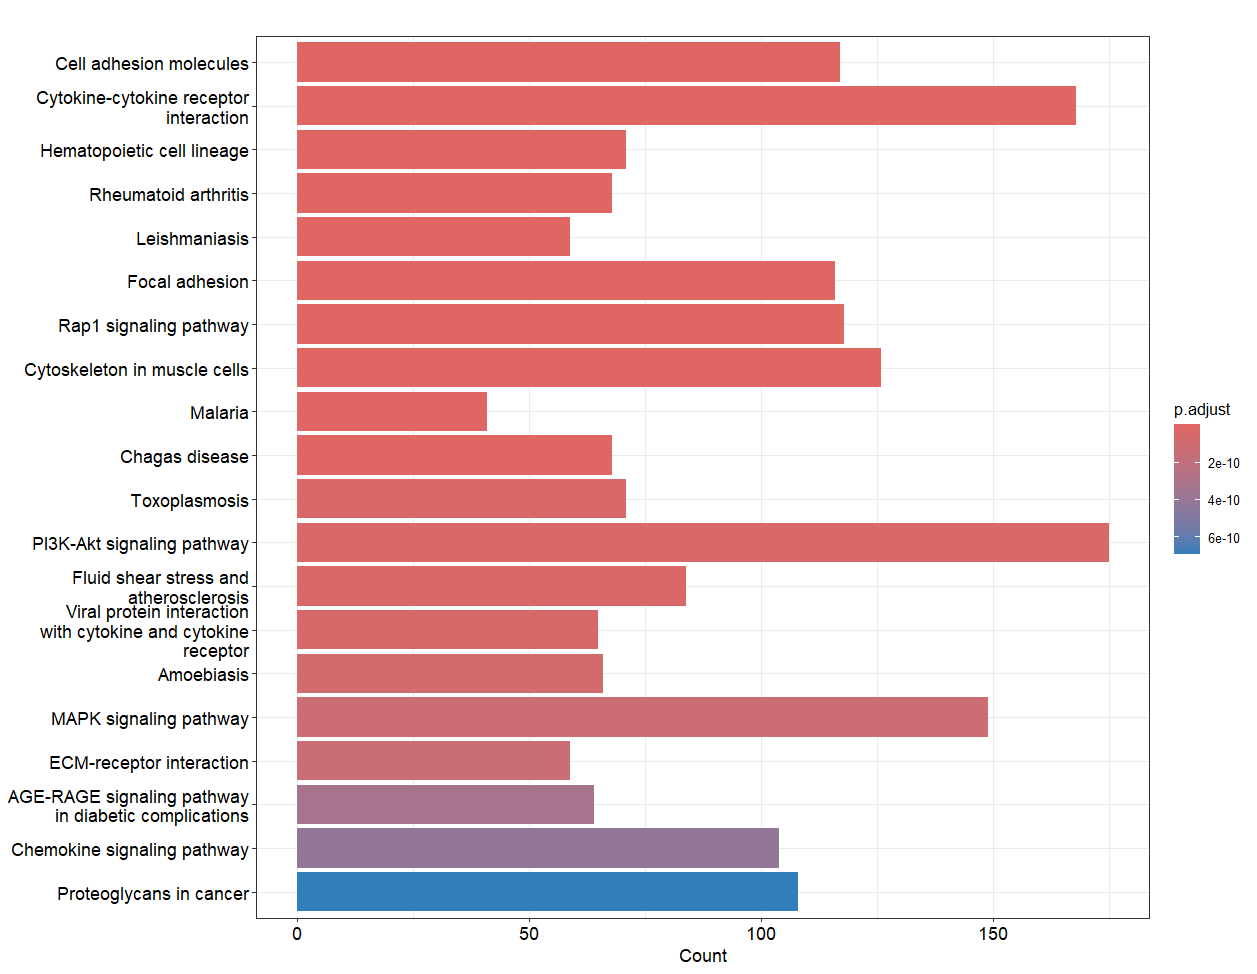 Cell adhesion molecules
Cytokine-cytokine receptor
interaction
Hematopoietic cell lineage
Rheumatoid arthritis
Leishmaniasis
Focal adhesion
Rap1 signaling pathway
Cytoskeleton in muscle cells
Malaria
Chagas disease
Toxoplasmosis
PI3K-Akt signaling pathway
Fluid shear stress and
atherosclerosis
Viral protein interaction
with cytokine and cytokine
receptor
Amoebiasis
MAPK signaling pathway
ECM-receptor interaction
AGE-RAGE signaling pathway
in diabetic complications
Chemokine signaling pathway
Proteoglycans in cancer
0 50 100 150
Count
p.adjust
2e-10
4e-10
6e-10